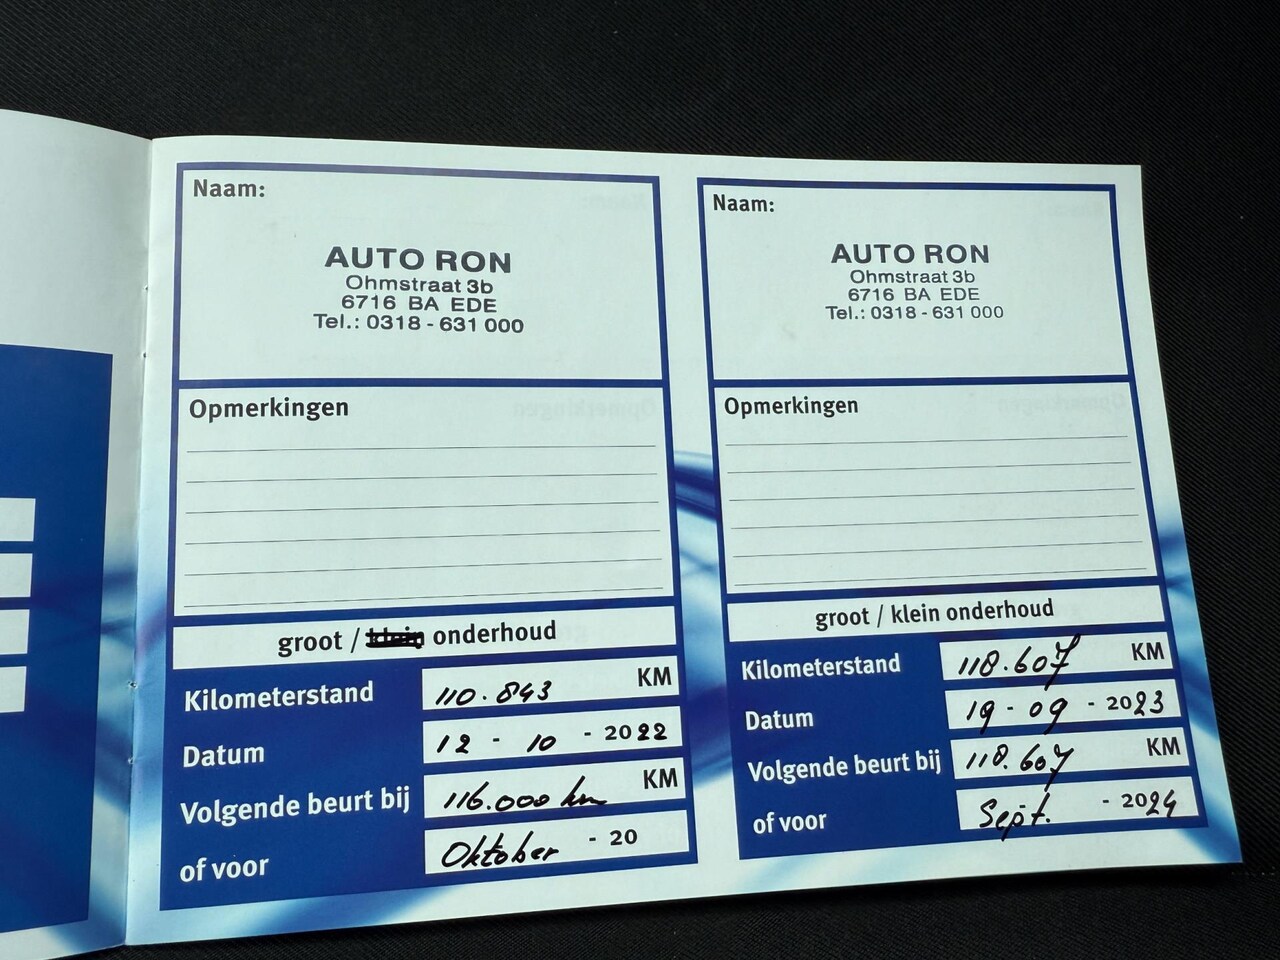 Naam:
AUTO RON
Ohmstraat 3b
6716 BA EDE
Tel.: 0318 - 631 000
Opmerkingen
groot / klein onderhoud
Kilometerstand 110.843 KM
Datum 12 - 10 - 2022
Volgende beurt bij 116.000 km KM
of voor Oktober - 20
Naam:
AUTO RON
Ohmstraat 3b
6716 BA EDE
Tel.: 0318 - 631 000
Opmerkingen
groot / klein onderhoud
Kilometerstand 118.607 KM
Datum 19 - 09 - 2023
Volgende beurt bij 118.607 KM
of voor Sept. - 2024